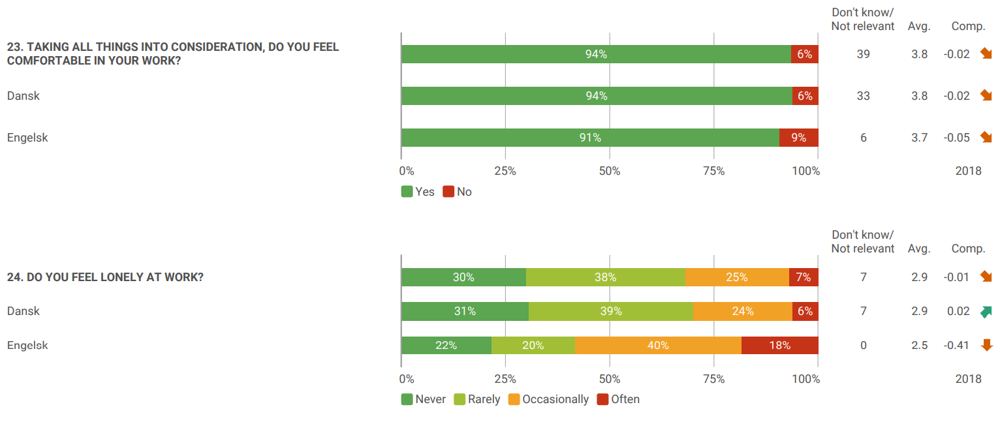 Don't know/
Not relevant Avg. Comp.
23. TAKING ALL THINGS INTO CONSIDERATION, DO YOU FEEL
COMFORTABLE IN YOUR WORK?
94% 6% 39 3.8 -0.02
Dansk 94% 6% 33 3.8 -0.02
Engelsk 91% 9% 6 3.7 -0.05
0% 25% 50% 75% 100% 2018
Yes No
Don't know/
Not relevant Avg. Comp.
24. DO YOU FEEL LONELY AT WORK? 30% 38% 25% 7% 7 2.9 -0.01
Dansk 31% 39% 24% 6% 7 2.9 0.02
Engelsk 22% 20% 40% 18% 0 2.5 -0.41
0% 25% 50% 75% 100% 2018
Never Rarely Occasionally Often